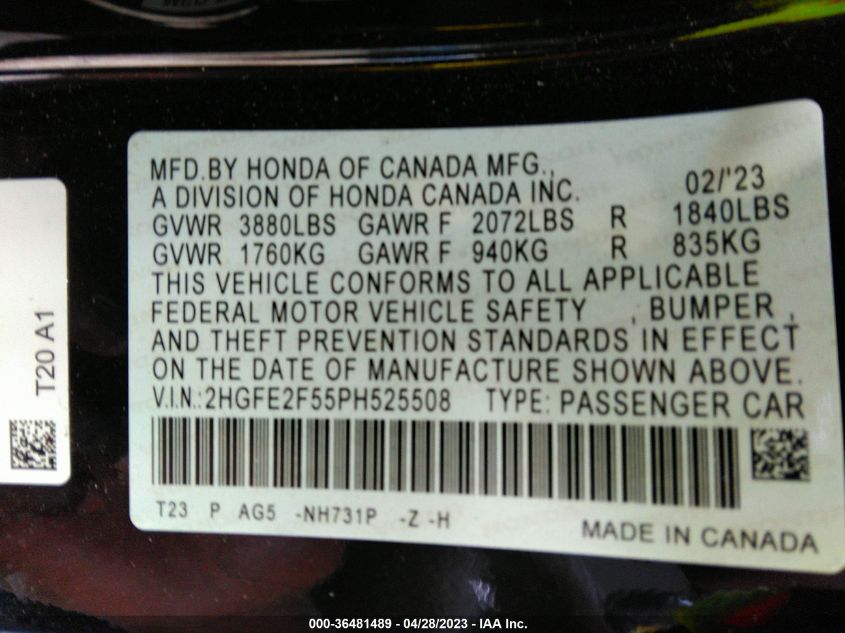 MFD.BY HONDA OF CANADA MFG.,
A DIVISION OF HONDA CANADA INC. 02/'23
GVWR 3880LBS GAWR F 2072LBS R 1840LBS
GVWR 1760KG GAWR F 940KG R 835KG
THIS VEHICLE CONFORMS TO ALL APPLICABLE
FEDERAL MOTOR VEHICLE SAFETY , BUMPER ,
AND THEFT PREVENTION STANDARDS IN EFFECT
ON THE DATE OF MANUFACTURE SHOWN ABOVE.
V.I.N.:2HGFE2F55PH525508 TYPE: PASSENGER CAR
T23 P AG5 -NH731P -Z -H
MADE IN CANADA
T20 A1
000-36481489 - 04/28/2023 - IAA Inc.